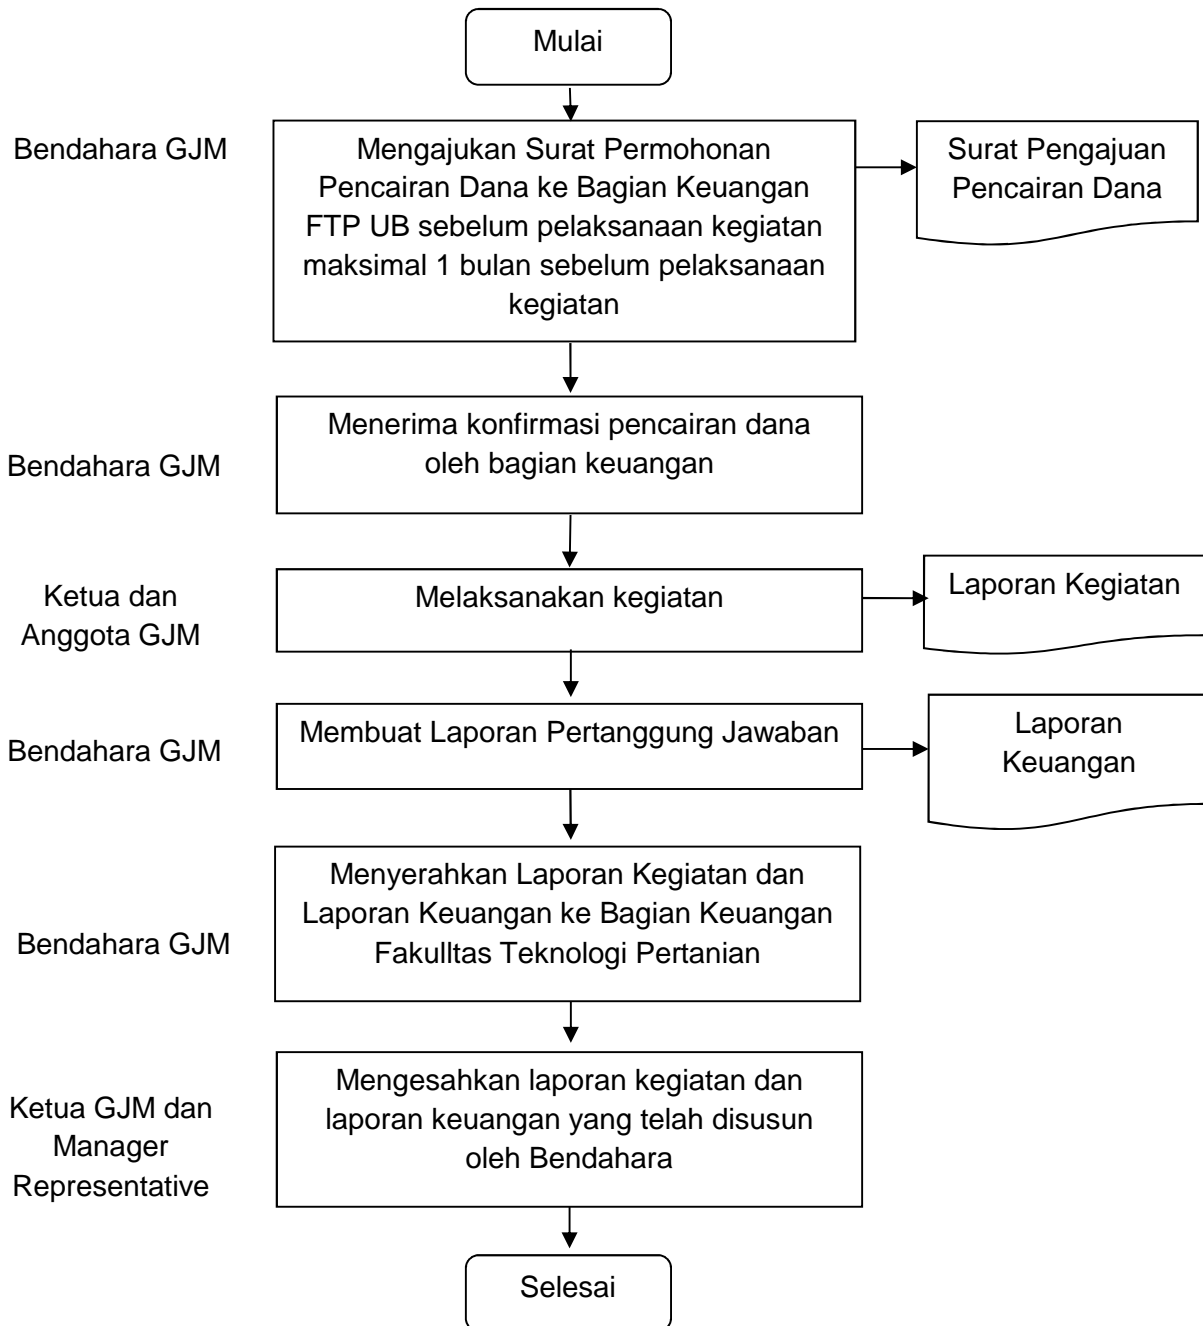 Mulai
Bendahara GJM
Mengajukan Surat Permohonan
Pencairan Dana ke Bagian Keuangan
FTP UB sebelum pelaksanaan kegiatan
maksimal 1 bulan sebelum pelaksanaan
kegiatan
Surat Pengajuan
Pencairan Dana
Bendahara GJM
Menerima konfirmasi pencairan dana
oleh bagian keuangan
Ketua dan
Anggota GJM
Melaksanakan kegiatan
Laporan Kegiatan
Bendahara GJM
Membuat Laporan Pertanggung Jawaban
Laporan
Keuangan
Bendahara GJM
Menyerahkan Laporan Kegiatan dan
Laporan Keuangan ke Bagian Keuangan
Fakulltas Teknologi Pertanian
Ketua GJM dan
Manager
Representative
Mengesahkan laporan kegiatan dan
laporan keuangan yang telah disusun
oleh Bendahara
Selesai